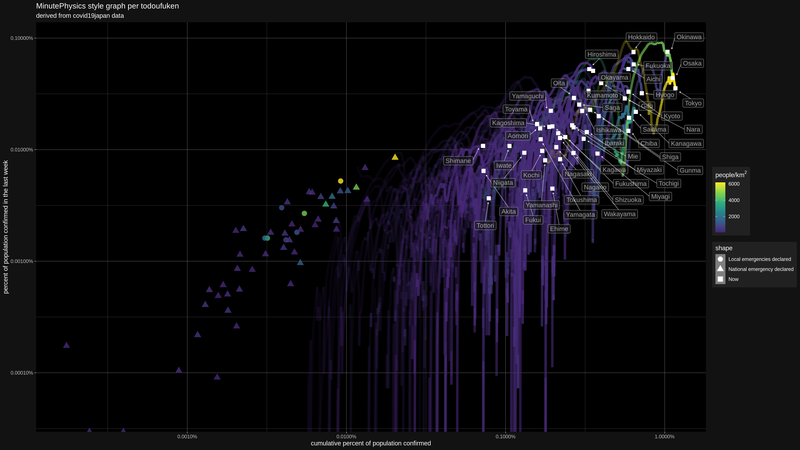 MinutePhysics style graph per todoufuken
derived from covid19japan data
percent of population confirmed in the last week
0.10000%
0.01000%
0.00100%
0.00010%
Hokkaido
Okinawa
Hiroshima
Fukuoka
Osaka
Okayama
Aichi
Oita
Kumamoto
Hyogo
Yamaguchi
Tokyo
Toyama
Saga
Kyoto
Kagoshima
Ishikawa
Saitama
Nara
Aomori
Ibaraki
Chiba
Kanagawa
Shimane
Mie
Shiga
Iwate
Kochi
Nagasaki
Kagawa
Miyazaki
Gunma
Niigata
Nagano
Fukushima
Tochigi
Tokushima
Shizuoka
Miyagi
Akita
Yamanashi
Yamagata
Wakayama
Tottori
Fukui
Ehime
0.0010%
0.0100%
0.1000%
1.0000%
cumulative percent of population confirmed
people/km²
6000
4000
2000
shape
Local emergencies declared
National emergency declared
Now